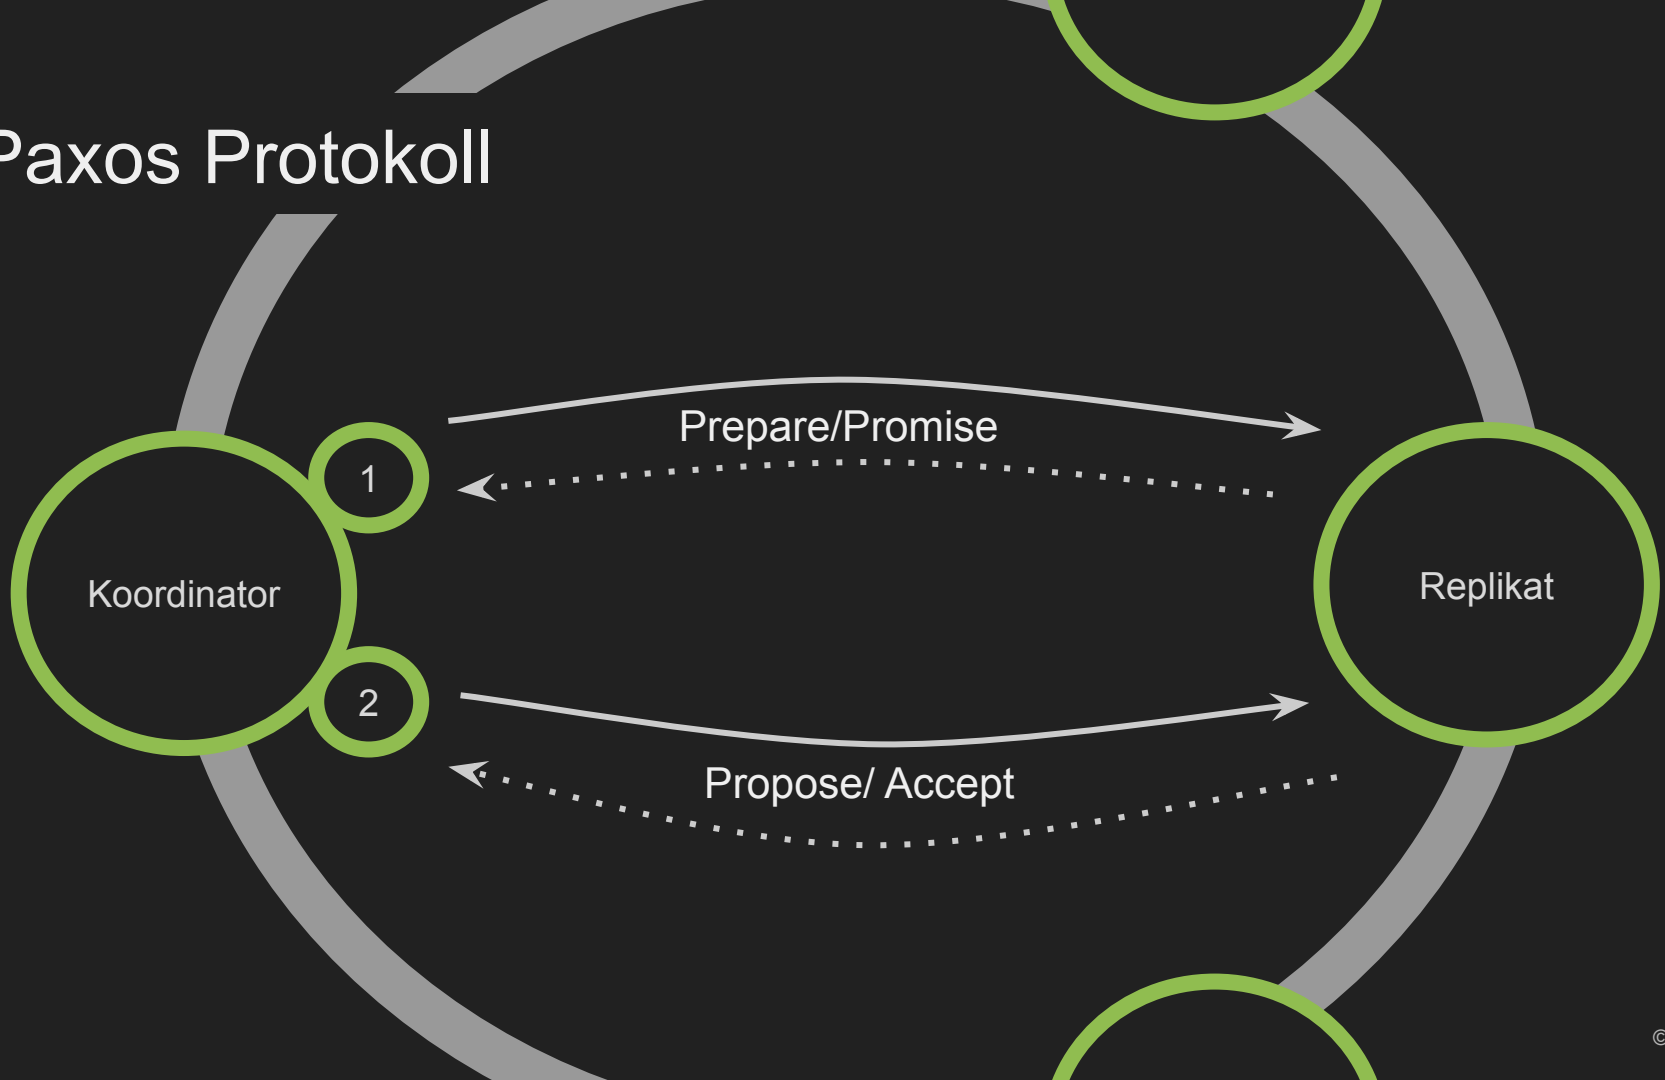 Paxos Protokoll
Prepare/Promise
1
Koordinator
Replikat
2
Propose/ Accept
©